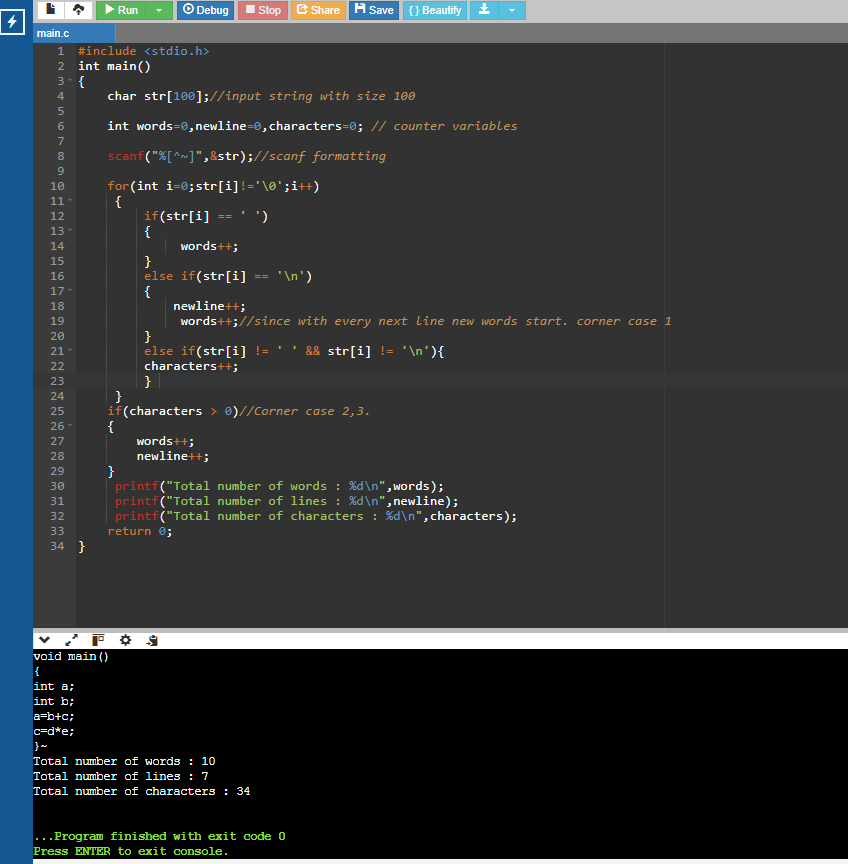 Run Debug Stop Share Save { } Beautify
main.c
1 #include <stdio.h>
2 int main()
3 {
4 char str[100];//input string with size 100
5
6 int words=0,newline=0,characters=0; // counter variables
7
8 scanf("%[^~]",&str);//scanf formatting
9
10 for(int i=0;str[i]!='\0';i++)
11 {
12 if(str[i] == ' ')
13 {
14 words++;
15 }
16 else if(str[i] == '\n')
17 {
18 newline++;
19 words++;//since with every next line new words start. corner case 1
20 }
21 else if(str[i] != ' ' && str[i] != '\n'){
22 characters++;
23 }
24 }
25 if(characters > 0)//Corner case 2,3.
26 {
27 words++;
28 newline++;
29 }
30 printf("Total number of words : %d\n",words);
31 printf("Total number of lines : %d\n",newline);
32 printf("Total number of characters : %d\n",characters);
33 return 0;
34 }
void main()
{
int a;
int b;
a=b+c;
c=d*e;
}~
Total number of words : 10
Total number of lines : 7
Total number of characters : 34
...Program finished with exit code 0
Press ENTER to exit console.